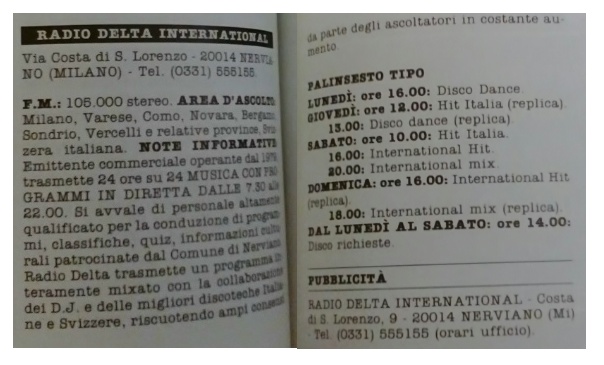 RADIO DELTA INTERNATIONAL
Via Costa di S. Lorenzo - 20014 NERVIA-
NO (MILANO) - Tel. (0331) 555155.
F.M.: 105.000 stereo. AREA D'ASCOLTO:
Milano, Varese, Como, Novara, Bergamo,
Sondrio, Vercelli e relative province, Sviz-
zera italiana. NOTE INFORMATIVE:
Emittente commerciale operante dal 1976,
trasmette 24 ore su 24 MUSICA CON PRO-
GRAMMI IN DIRETTA DALLE 7.30 alle
22.00. Si avvale di personale altamente
qualificato per la conduzione di program-
mi, classifiche, quiz, informazioni cultu-
rali patrocinate dal Comune di Nerviano.
Radio Delta trasmette un programma in-
teramente mixato con la collaborazione
dei D.J. e delle migliori discoteche Italia-
ne e Svizzere, riscuotendo ampi consensi
da parte degli ascoltatori in costante au-
mento.
PALINSESTO TIPO
LUNEDÌ: ore 16.00: Disco Dance.
GIOVEDÌ: ore 12.00: Hit Italia (replica).
13.00: Disco dance (replica).
SABATO: ore 10.00: Hit Italia.
16.00: International Hit.
20.00: International mix.
DOMENICA: ore 16.00: International Hit
(replica).
18.00: International mix (replica).
DAL LUNEDÌ AL SABATO: ore 14.00:
Disco richieste.
PUBBLICITÀ
RADIO DELTA INTERNATIONAL - Costa
di S. Lorenzo, 9 - 20014 NERVIANO (Mi)
- Tel. (0331) 555155 (orari ufficio).